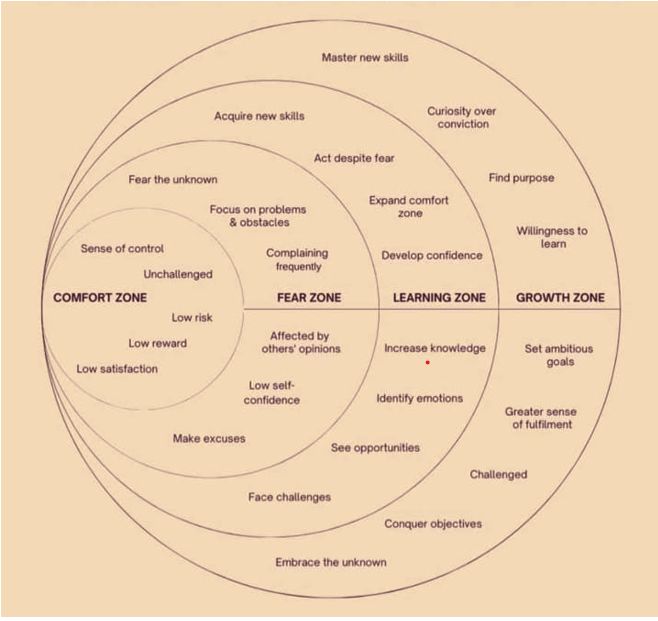 Master new skills
Curiosity over
conviction
Acquire new skills
Act despite fear
Find purpose
Fear the unknown
Expand comfort
zone
Focus on problems
& obstacles
Willingness to
learn
Sense of control
Complaining
frequently
Develop confidence
Unchallenged
COMFORT ZONE
FEAR ZONE
LEARNING ZONE
GROWTH ZONE
Low risk
Affected by
others' opinions
Increase knowledge
Set ambitious
goals
Low reward
Low satisfaction
Low self-
confidence
Identify emotions
Greater sense
of fulfilment
Make excuses
See opportunities
Challenged
Face challenges
Conquer objectives
Embrace the unknown